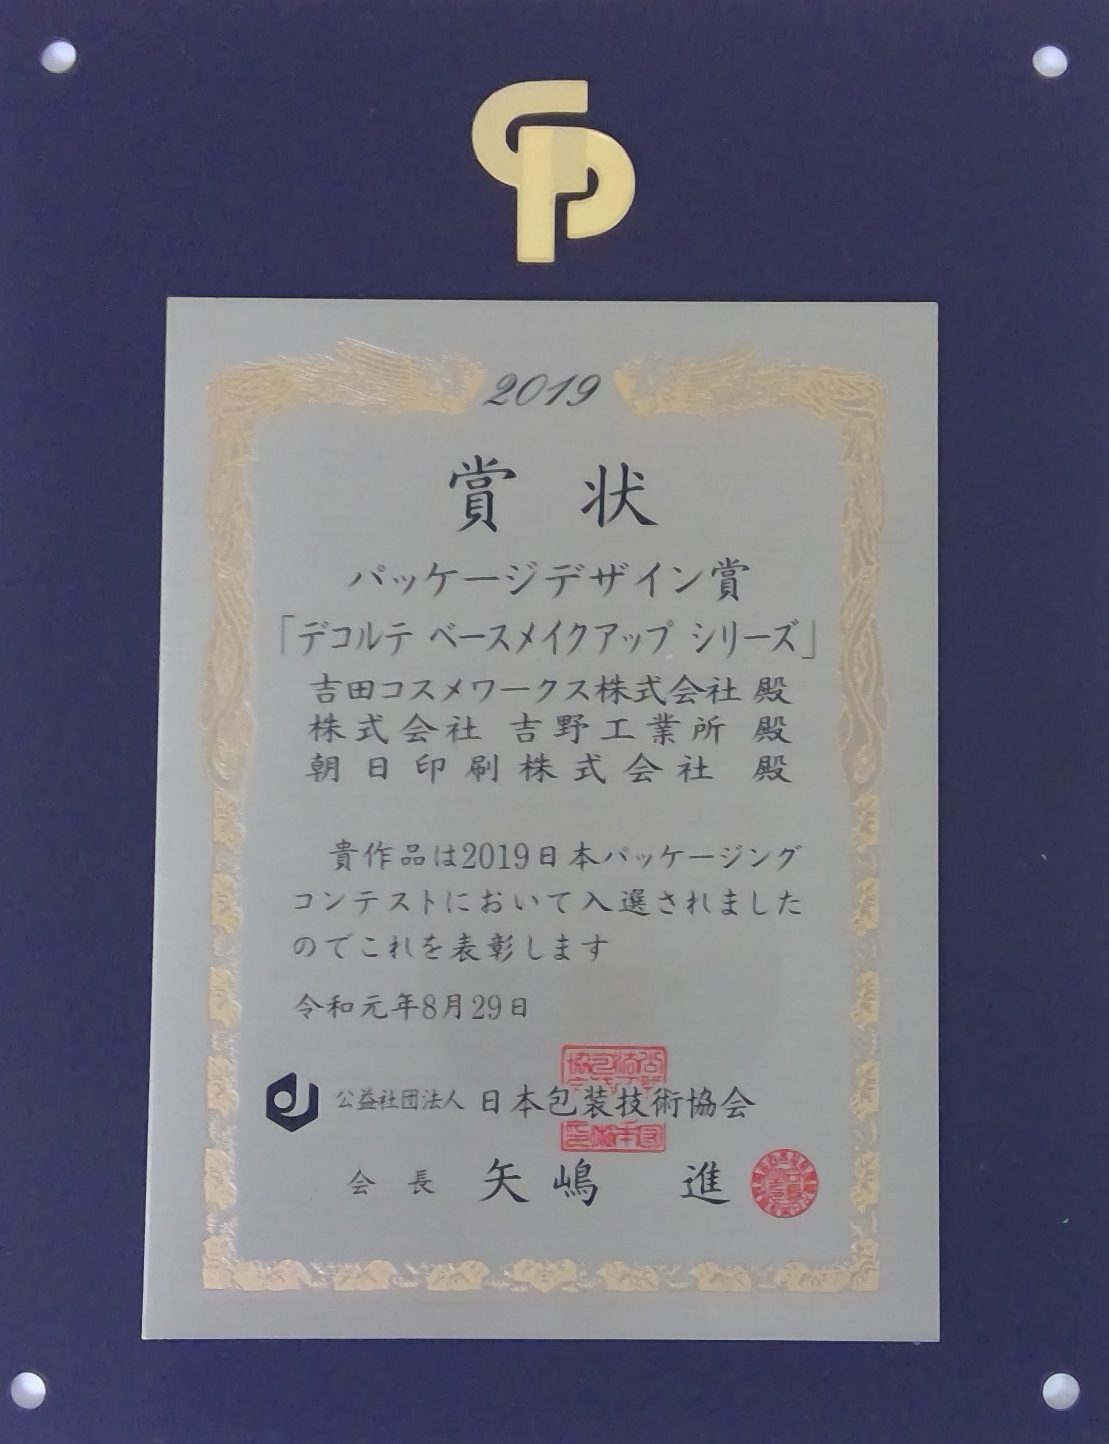 2019
賞状
パッケージデザイン賞
「デコルテ ベースメイクアップ シリーズ」
吉田コスメワークス株式会社 殿
株式会社 吉野工業所 殿
朝日印刷株式会社 殿
貴作品は2019日本パッケージング
コンテストにおいて入選されました
のでこれを表彰します
令和元年8月29日
公益社団法人 日本包装技術協会
会長 矢嶋 進